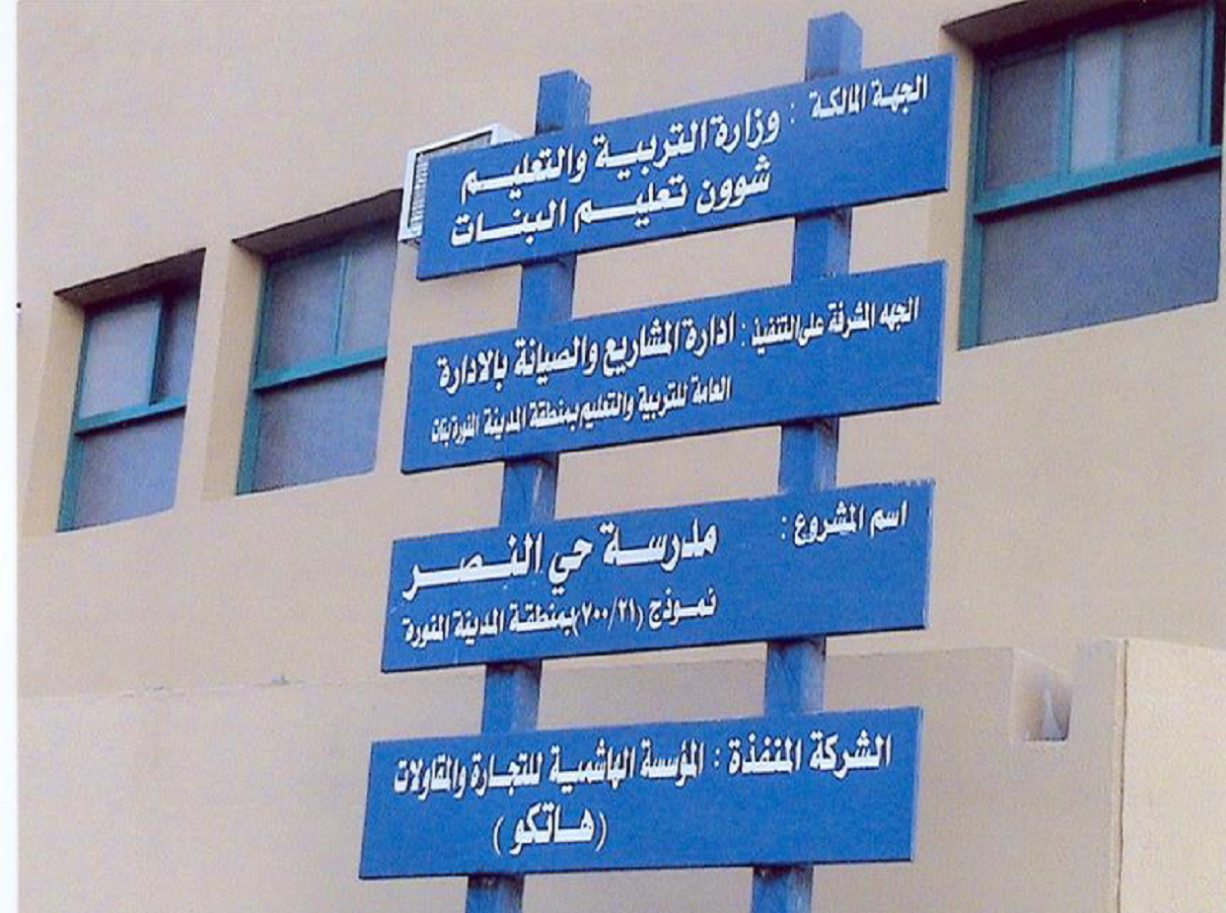 الجهة المالكة : وزارة التربية والتعليم
شوون تعليم البنات
الجهه المشرفة على التنفيذ : ادارة المشاريع والصيانة بالادارة
العامة للتربية والتعليم بمنطقة المدينة المنورة بنات
اسم المشروع : مدرسة حي النصر
نموذج (٧٠٠/٢١) بمنطقة المدينة المنورة
الشركة المنفذة : المؤسسة الهاشمية للتجارة والمقاولات
(هاتكو)